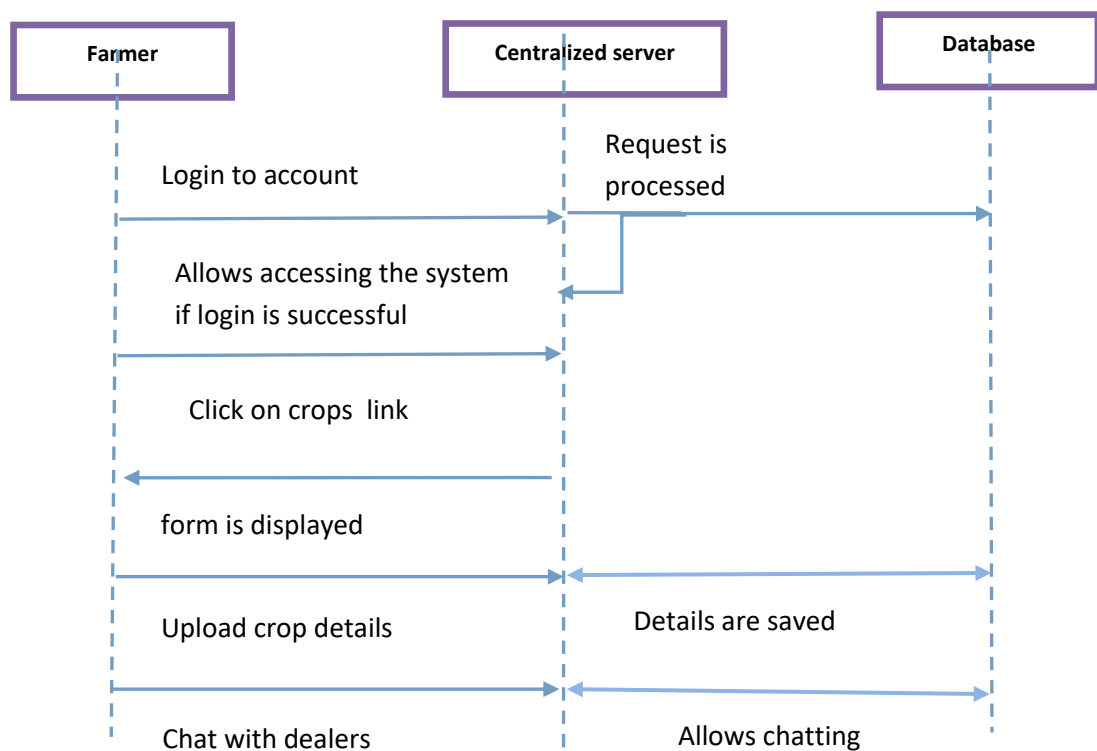 Farmer
Centralized server
Database
Request is
processed
Login to account
Allows accessing the system
if login is successful
Click on crops  link
form is displayed
Upload crop details
Details are saved
Chat with dealers
Allows chatting